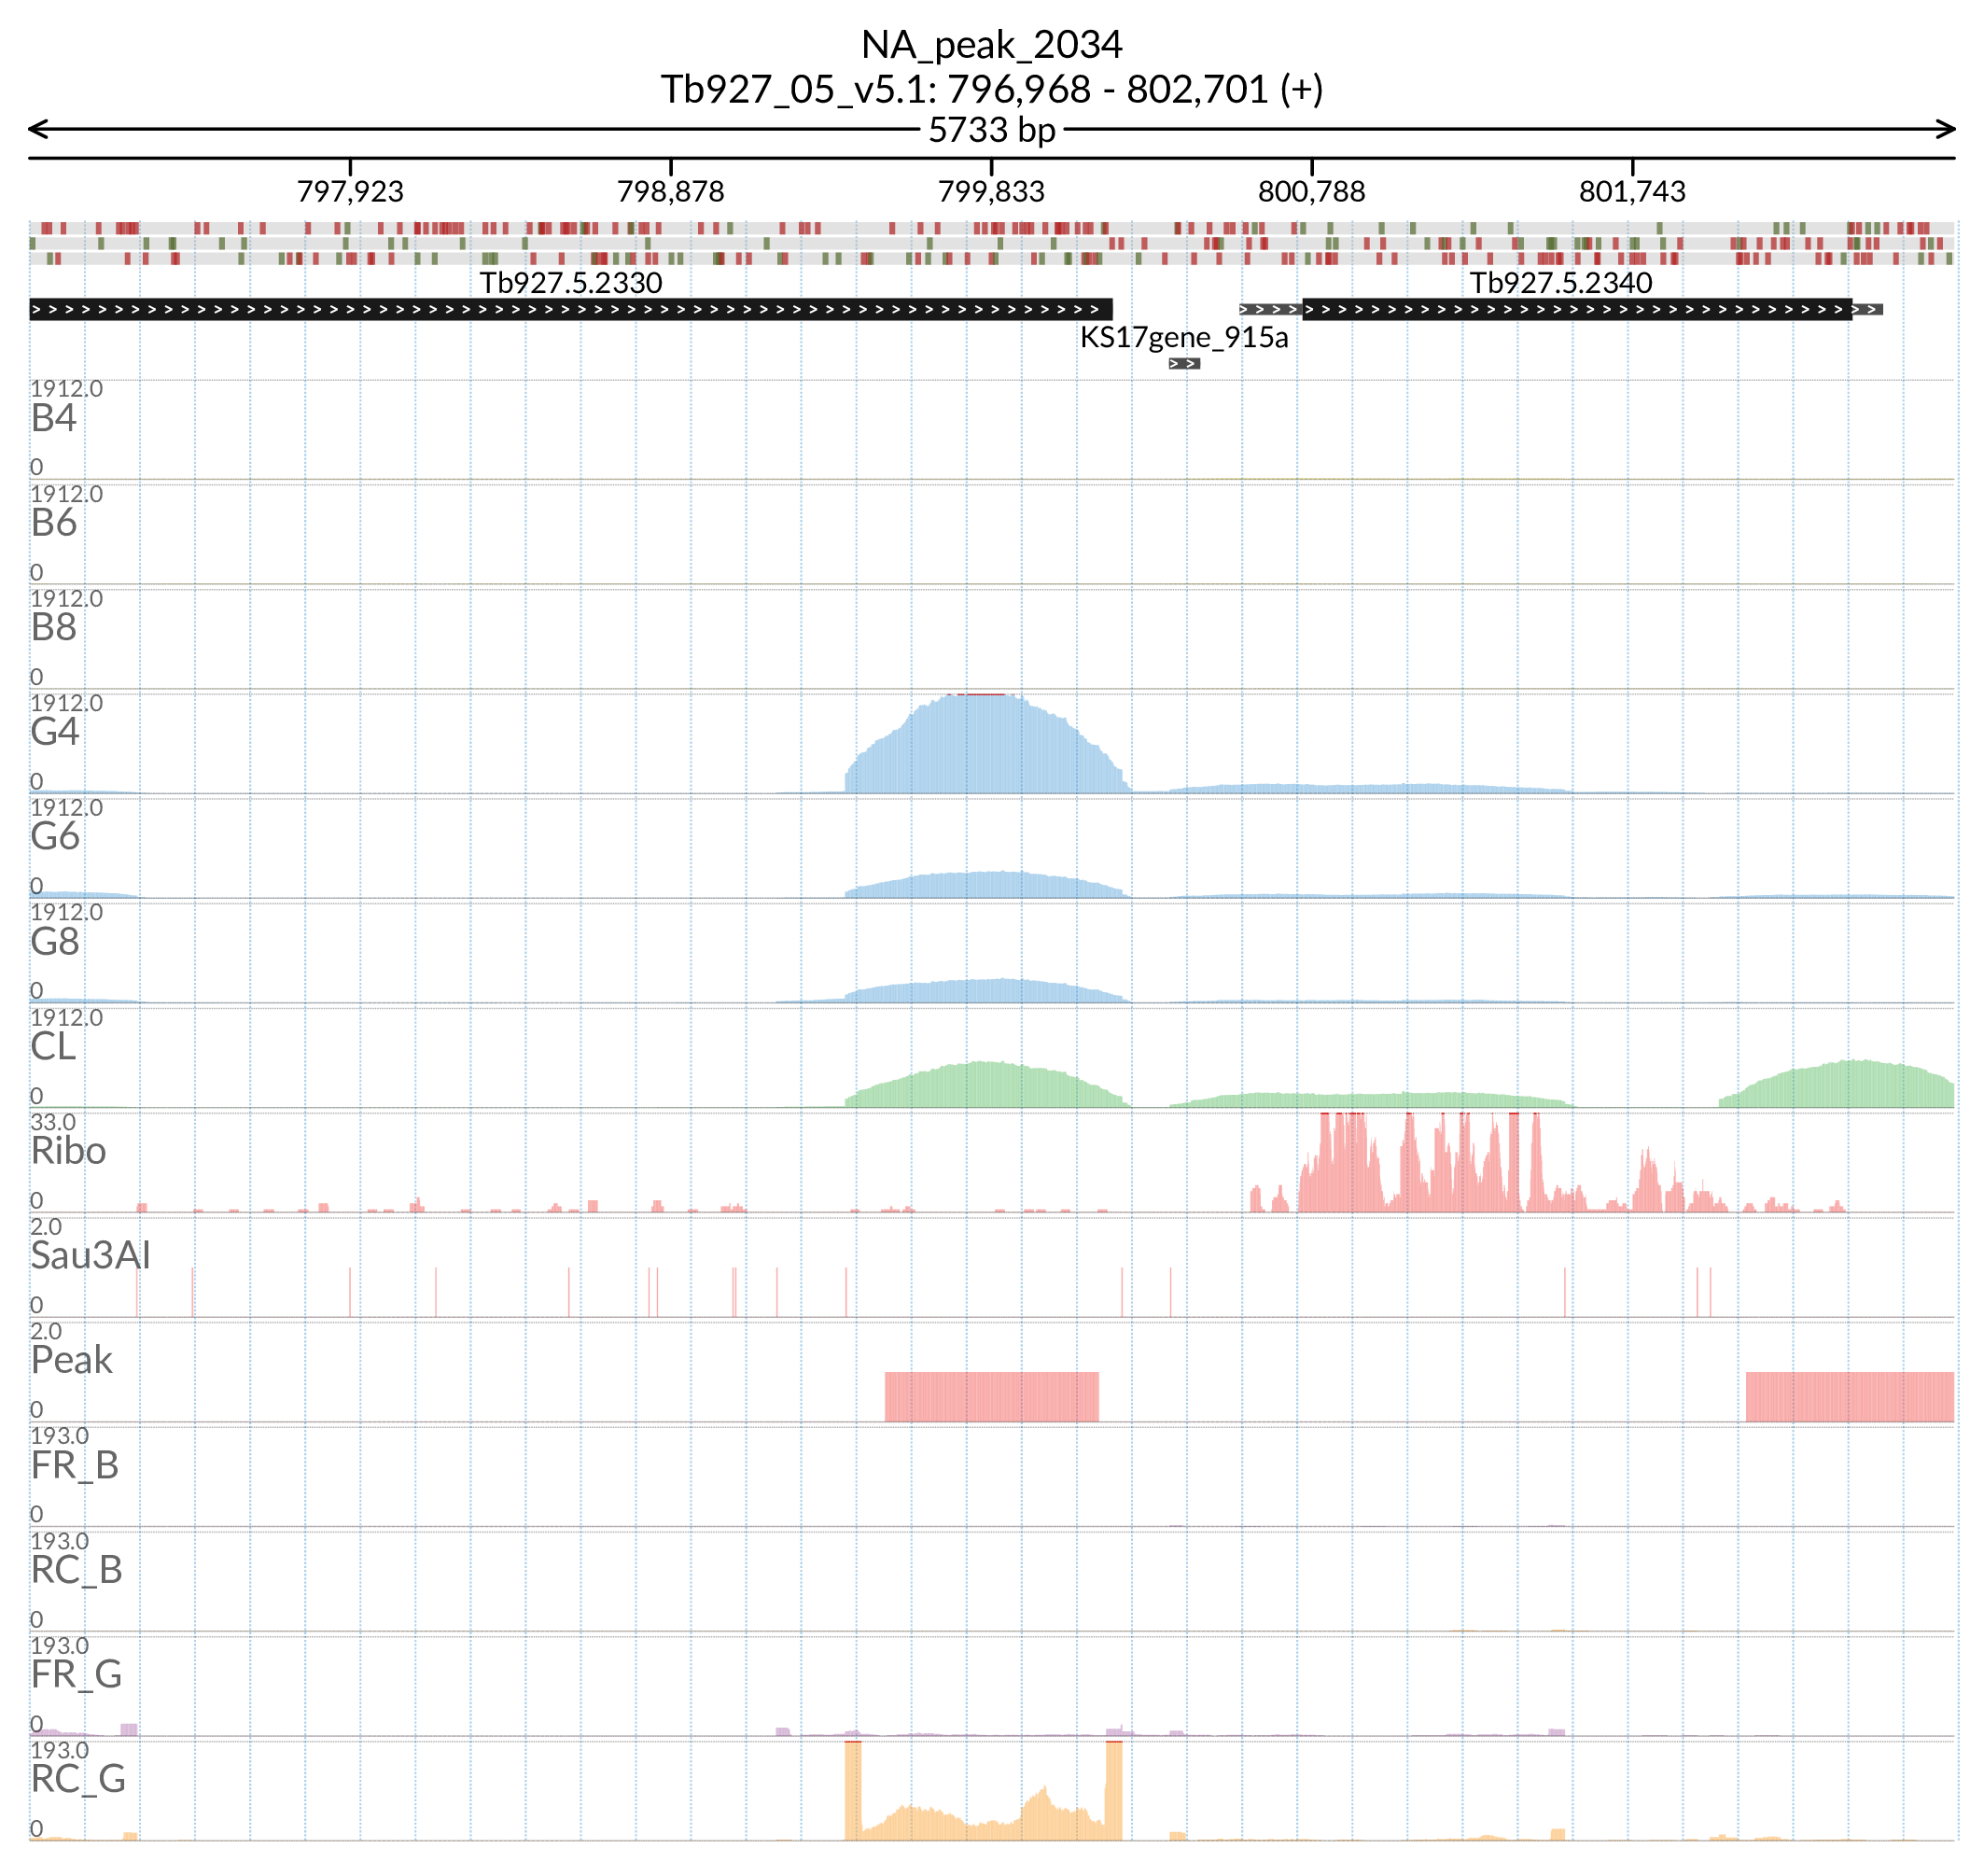 NA_peak_2034
Tb927_05_v5.1: 796,968 - 802,701 (+)
5733 bp
797,923 798,878 799,833 800,788 801,743
Tb927.5.2330 Tb927.5.2340
KS17gene_915a
1912.0
B4
0
1912.0
B6
0
1912.0
B8
0
1912.0
G4
0
1912.0
G6
0
1912.0
G8
0
1912.0
CL
0
33.0
Ribo
0
2.0
Sau3AI
0
2.0
Peak
0
193.0
FR_B
0
193.0
RC_B
0
193.0
FR_G
0
193.0
RC_G
0